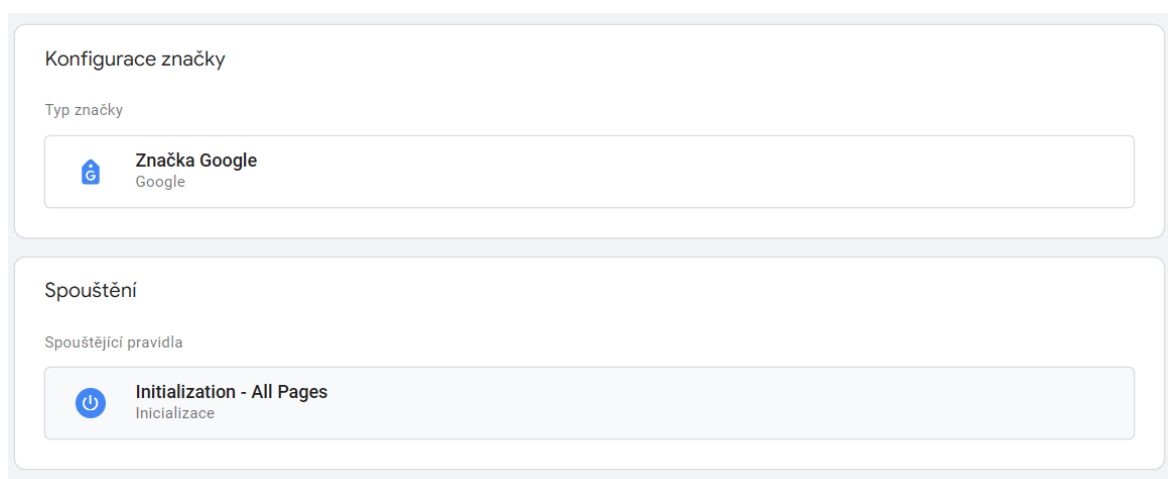 Konfigurace značky
Typ značky
Značka Google
Google
Spouštění
Spouštějící pravidla
Initialization - All Pages
Inicializace